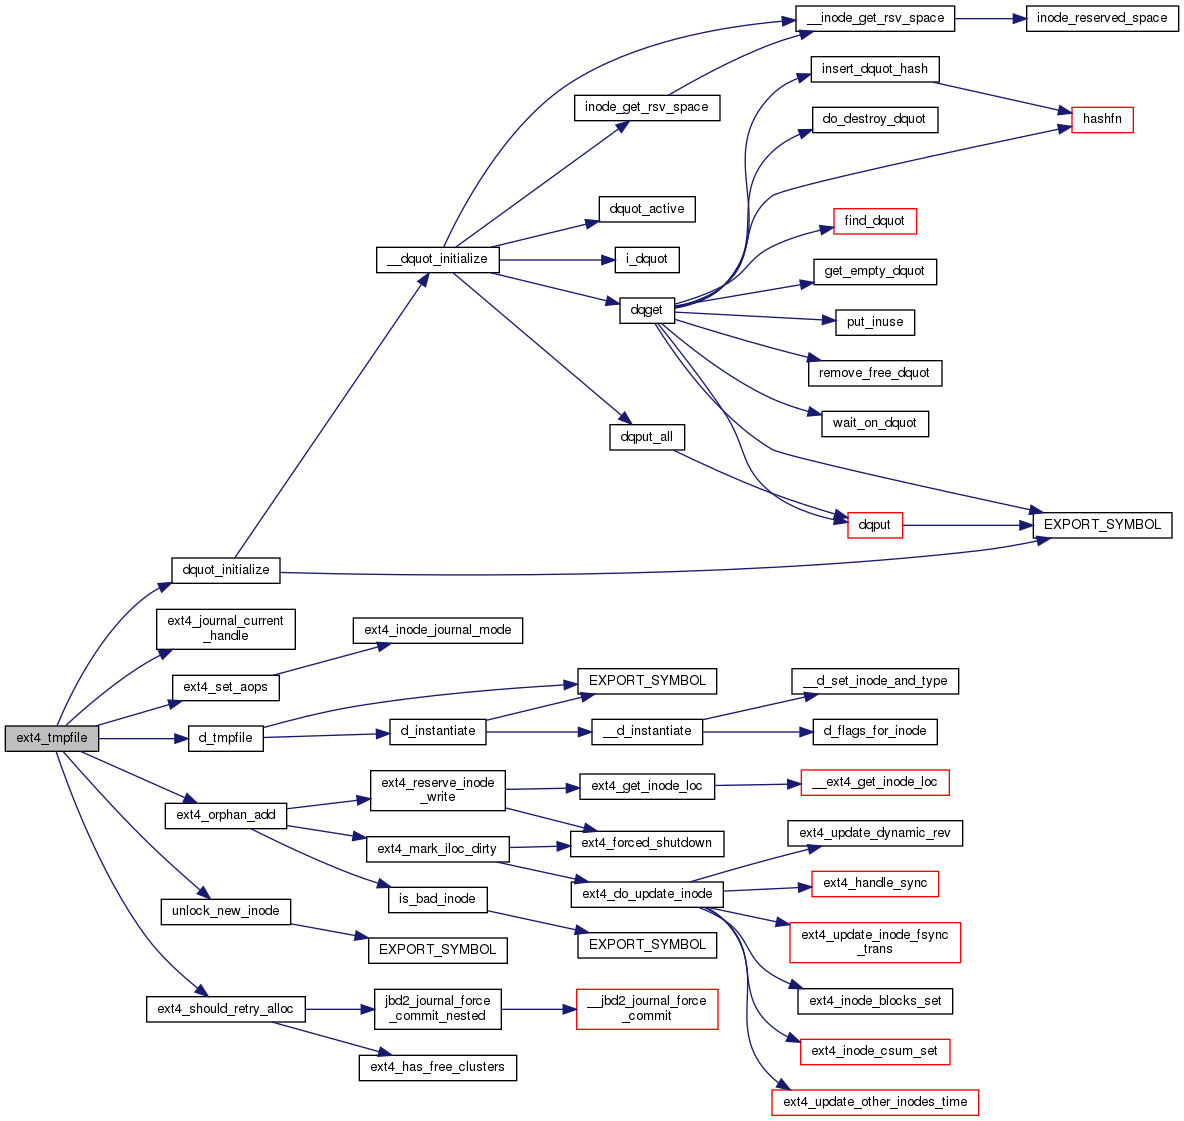 __inode_get_rsv_space
inode_reserved_space
insert_dquot_hash
inode_get_rsv_space
do_destroy_dquot
hashfn
dquot_active
find_dquot
__dquot_initialize
i_dquot
get_empty_dquot
dqget
put_inuse
remove_free_dquot
wait_on_dquot
dqput_all
dqput
EXPORT_SYMBOL
dquot_initialize
ext4_journal_current
_handle
ext4_inode_journal_mode
ext4_set_aops
EXPORT_SYMBOL
__d_set_inode_and_type
ext4_tmpfile
d_tmpfile
d_instantiate
__d_instantiate
d_flags_for_inode
ext4_reserve_inode
_write
ext4_get_inode_loc
__ext4_get_inode_loc
ext4_orphan_add
ext4_forced_shutdown
ext4_update_dynamic_rev
ext4_mark_iloc_dirty
ext4_handle_sync
ext4_do_update_inode
is_bad_inode
unlock_new_inode
ext4_update_inode_fsync
_trans
EXPORT_SYMBOL
EXPORT_SYMBOL
ext4_should_retry_alloc
jbd2_journal_force
_commit_nested
__jbd2_journal_force
_commit
ext4_inode_blocks_set
ext4_has_free_clusters
ext4_inode_csum_set
ext4_update_other_inodes_time